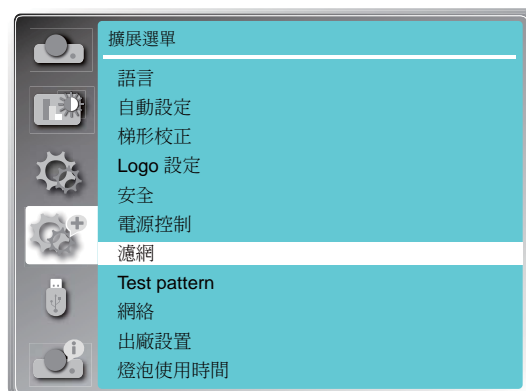 擴展選單
語言
自動設定
梯形校正
Logo 設定
安全
電源控制
濾網
Test pattern
網絡
出廠設置
燈泡使用時間